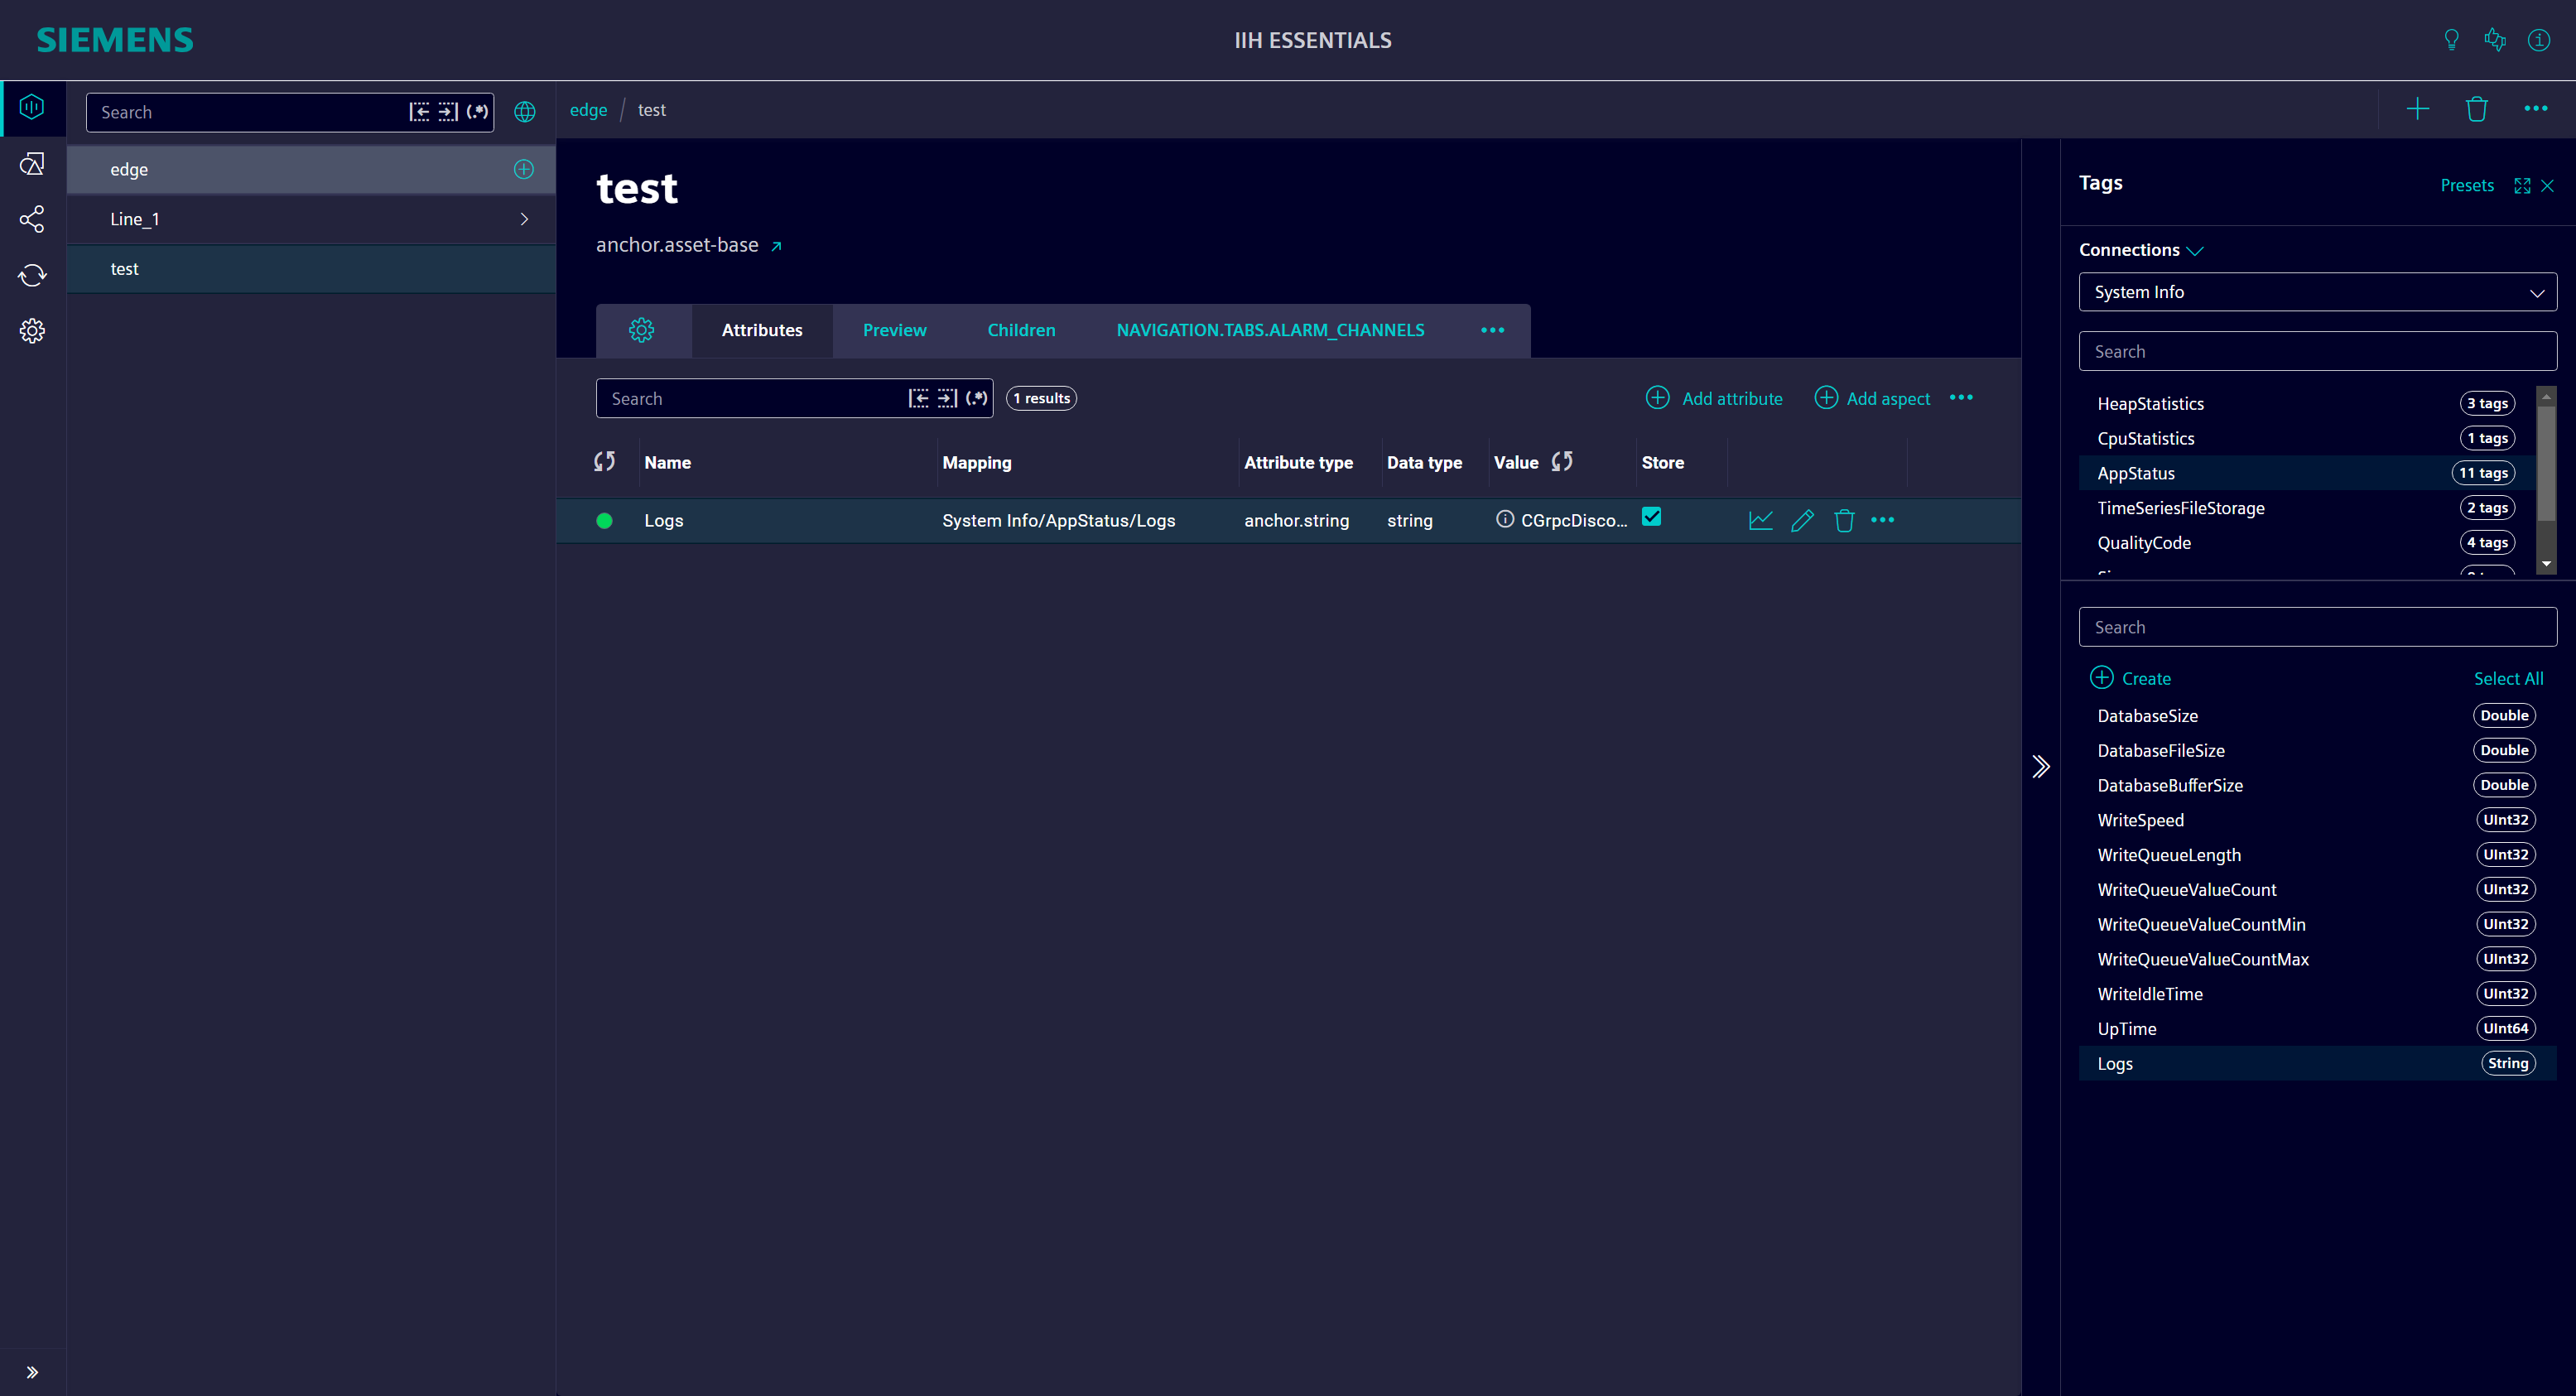 SIEMENS
IIH ESSENTIALS
Search
(.*)
edge
Line_1
test
edge / test
test
anchor.asset-base
Attributes
Preview
Children
NAVIGATION.TABS.ALARM_CHANNELS
Search
(.*)
1 results
Add attribute
Add aspect
Name
Mapping
Attribute type
Data type
Value
Store
Logs
System Info/AppStatus/Logs
anchor.string
string
CGrpcDisco...
Tags
Presets
Connections
System Info
Search
HeapStatistics
3 tags
CpuStatistics
1 tags
AppStatus
11 tags
TimeSeriesFileStorage
2 tags
QualityCode
4 tags
Search
Create
Select All
DatabaseSize
Double
DatabaseFileSize
Double
DatabaseBufferSize
Double
WriteSpeed
UInt32
WriteQueueLength
UInt32
WriteQueueValueCount
UInt32
WriteQueueValueCountMin
UInt32
WriteQueueValueCountMax
UInt32
WriteIdleTime
UInt32
UpTime
UInt64
Logs
String